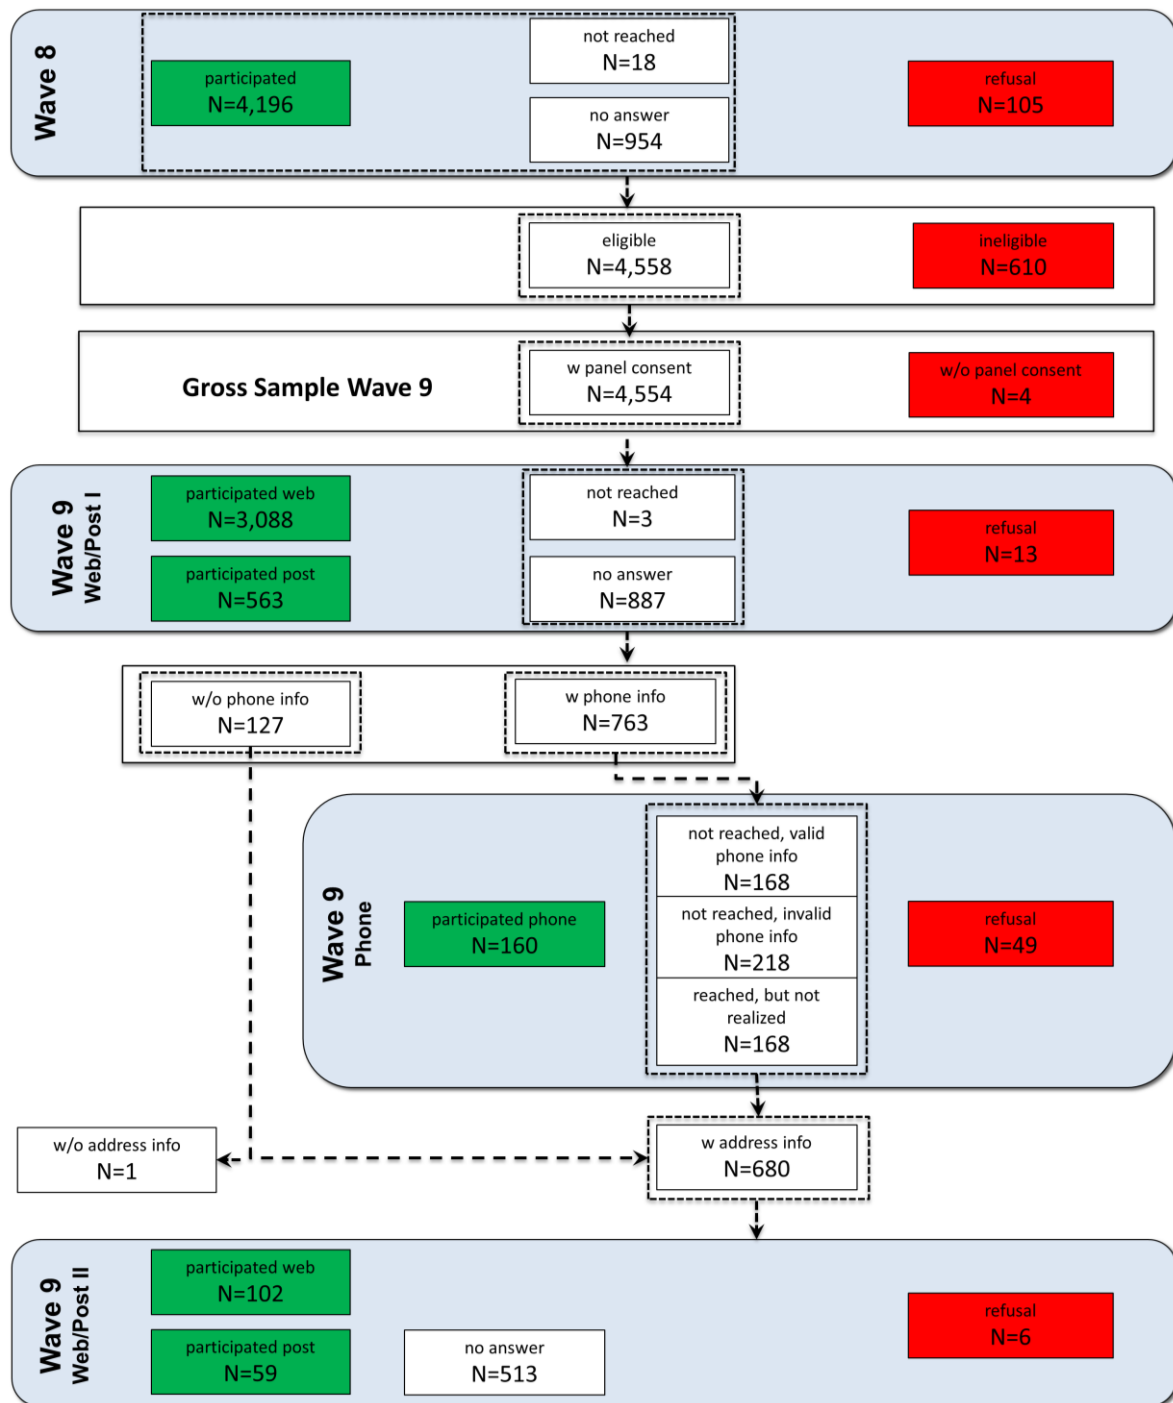 Wave 8
participated
N=4,196
not reached
N=18
no answer
N=954
refusal
N=105
eligible
N=4,558
ineligible
N=610
Gross Sample Wave 9
w panel consent
N=4,554
w/o panel consent
N=4
Wave 9
Web/Post I
participated web
N=3,088
participated post
N=563
not reached
N=3
no answer
N=887
refusal
N=13
w/o phone info
N=127
w phone info
N=763
Wave 9
Phone
participated phone
N=160
not reached, valid
phone info
N=168
not reached, invalid
phone info
N=218
reached, but not
realized
N=168
refusal
N=49
w/o address info
N=1
w address info
N=680
Wave 9
Web/Post II
participated web
N=102
participated post
N=59
no answer
N=513
refusal
N=6